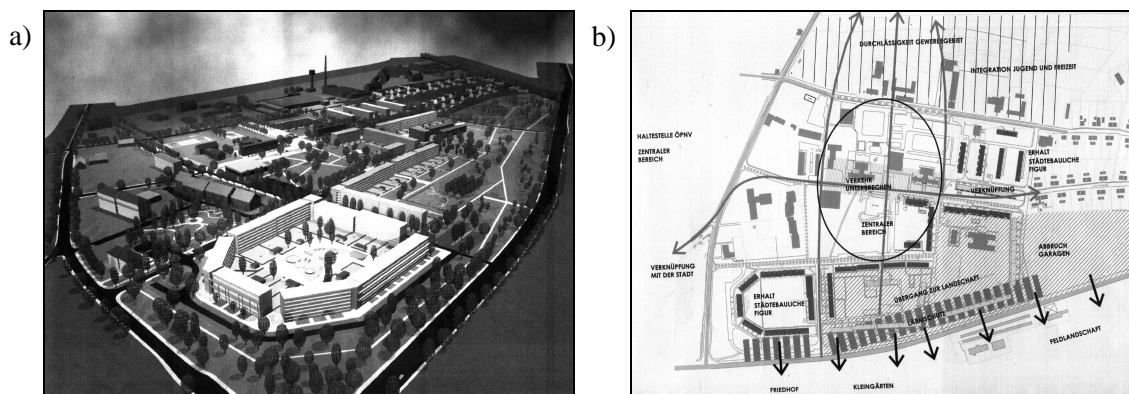 a)
b)
DURCHLÄSSIGKEIT GEWERBEGEBIET
INTEGRATION JUGEND UND FREIZEIT
HALTESTELLE ÖPNV
ZENTRALER
BEREICH
ERHALT
STÄDTEBAULICHE
FIGUR
VERKEHR
UNTERBRECHEN
VERKNÜPFUNG
ZENTRALER
BEREICH
ABBRUCH
GARAGEN
VERKNÜPFUNG
MIT DER STADT
ÜBERGANG ZUR LANDSCHAFT
ERHALT
STÄDTEBAULICHE
FIGUR
LÄRMSCHUTZ
FELDLANDSCHAFT
FRIEDHOF
KLEINGÄRTEN